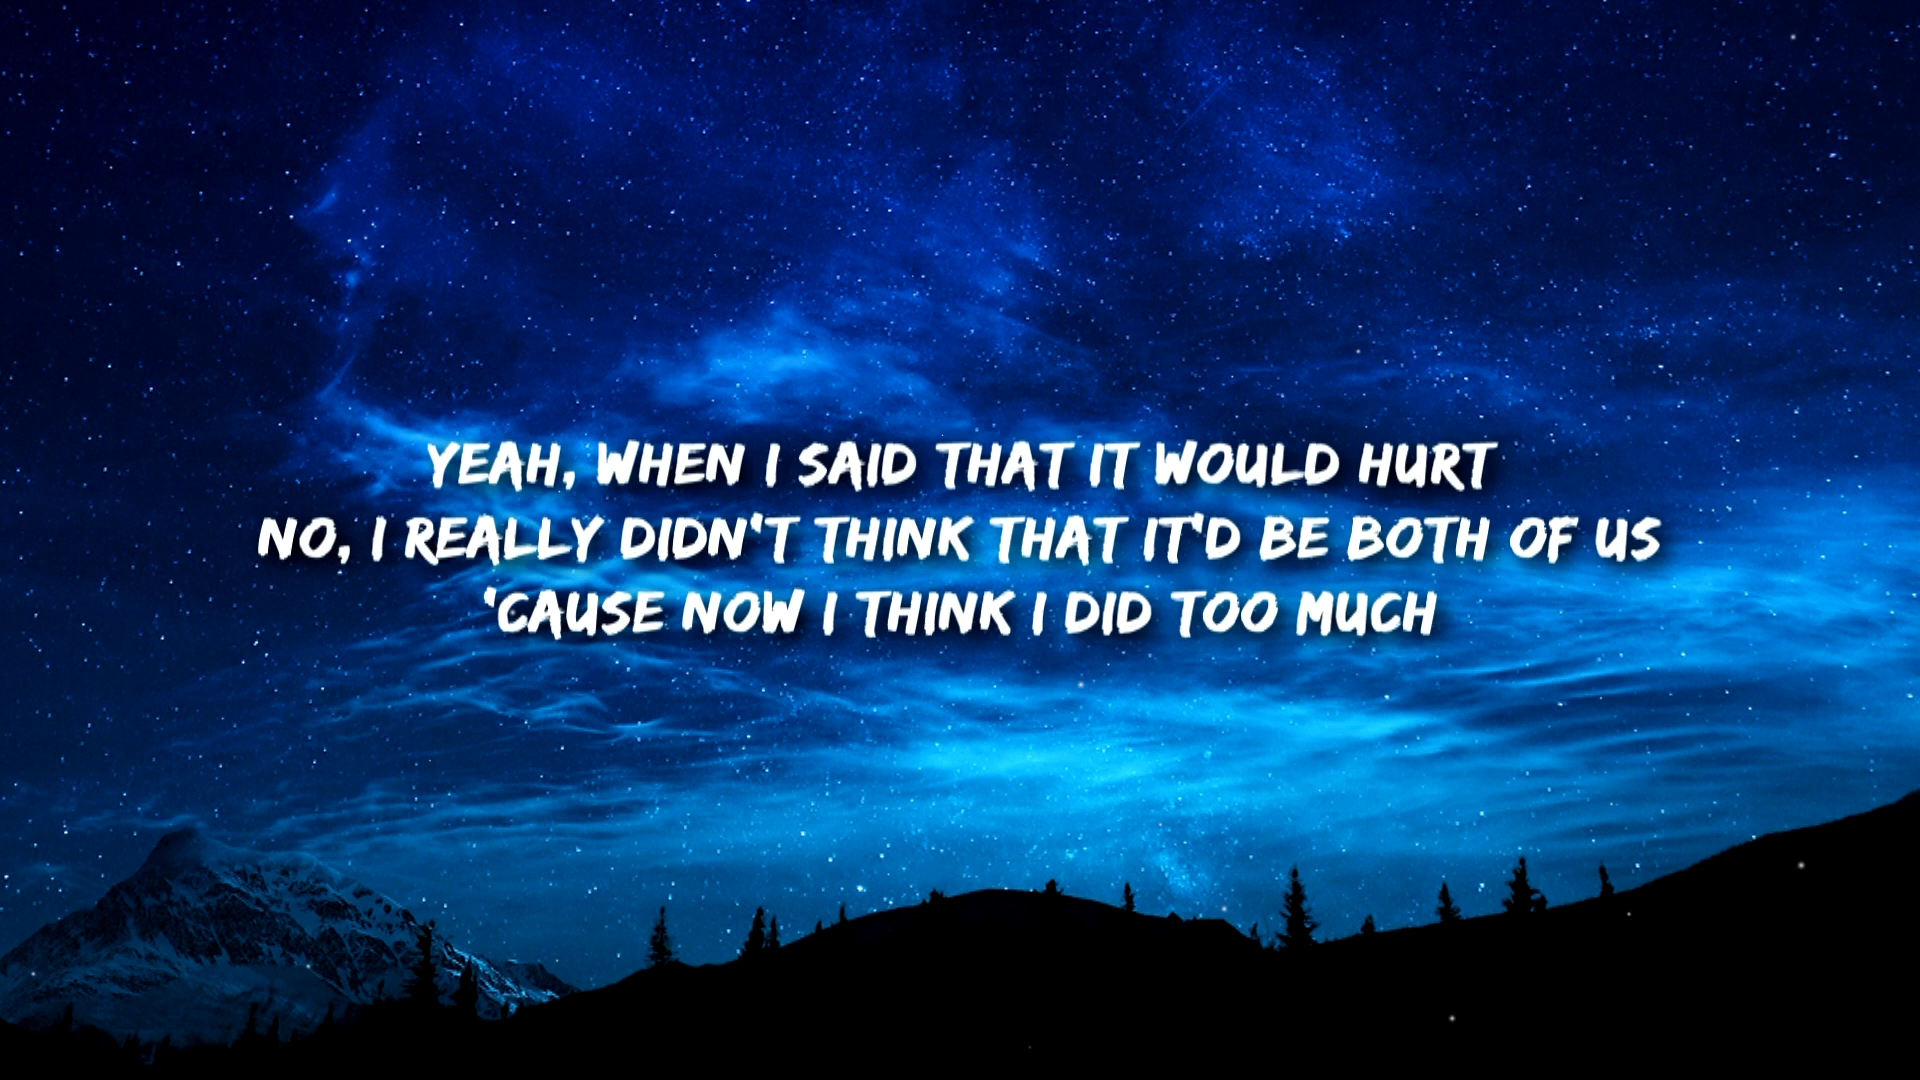 YEAH, WHEN I SAID THAT IT WOULD HURT
NO, I REALLY DIDN'T THINK THAT IT'D BE BOTH OF US
'CAUSE NOW I THINK I DID TOO MUCH